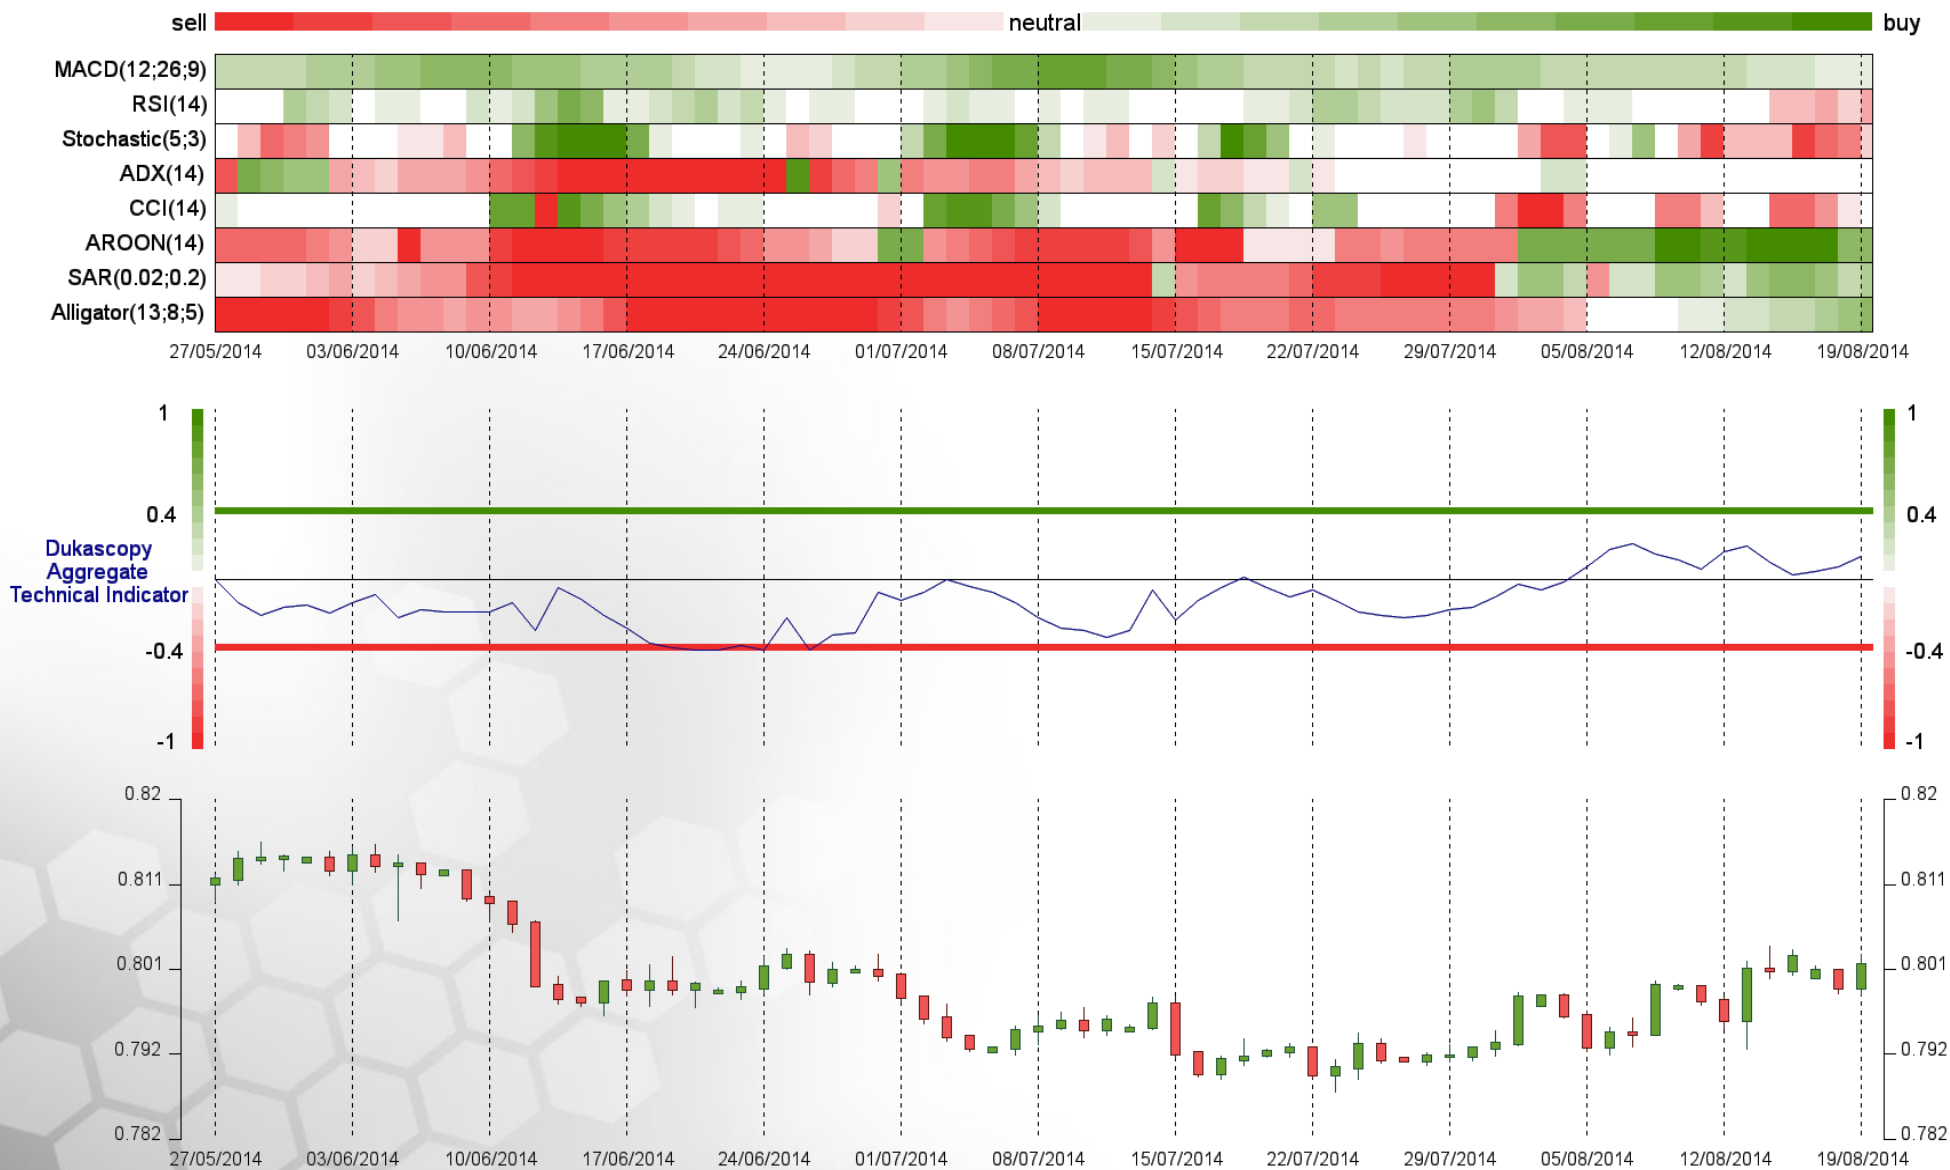 sell neutral buy
MACD(12;26;9)
RSI(14)
Stochastic(5;3)
ADX(14)
CCI(14)
AROON(14)
SAR(0.02;0.2)
Alligator(13;8;5)
27/05/2014 03/06/2014 10/06/2014 17/06/2014 24/06/2014 01/07/2014 08/07/2014 15/07/2014 22/07/2014 29/07/2014 05/08/2014 12/08/2014 19/08/2014
1 1
0.4 0.4
Dukascopy
Aggregate
Technical Indicator
-0.4 -0.4
-1 -1
0.82 0.82
0.811 0.811
0.801 0.801
0.792 0.792
0.782 0.782
27/05/2014 03/06/2014 10/06/2014 17/06/2014 24/06/2014 01/07/2014 08/07/2014 15/07/2014 22/07/2014 29/07/2014 05/08/2014 12/08/2014 19/08/2014